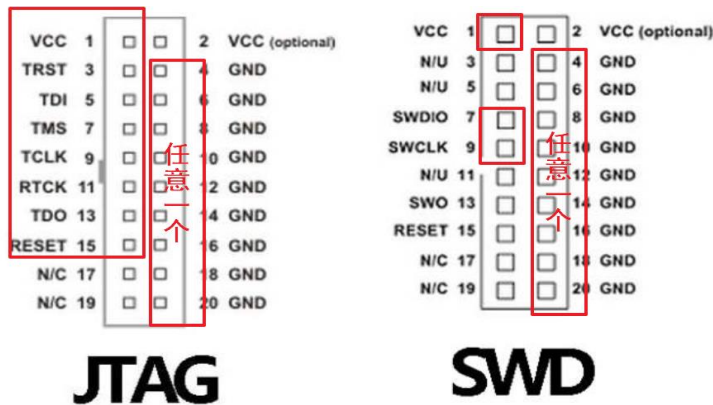 VCC 1 2 VCC (optional)
TRST 3 4 GND
TDI 5 6 GND
TMS 7 8 GND
TCLK 9 10 GND
RTCK 11 12 GND
TDO 13 14 GND
RESET 15 16 GND
N/C 17 18 GND
N/C 19 20 GND
任意一个
JTAG
VCC 1 2 VCC (optional)
N/U 3 4 GND
N/U 5 6 GND
SWDIO 7 8 GND
SWCLK 9 10 GND
N/U 11 12 GND
SWO 13 14 GND
RESET 15 16 GND
N/C 17 18 GND
N/C 19 20 GND
任意一个
SWD